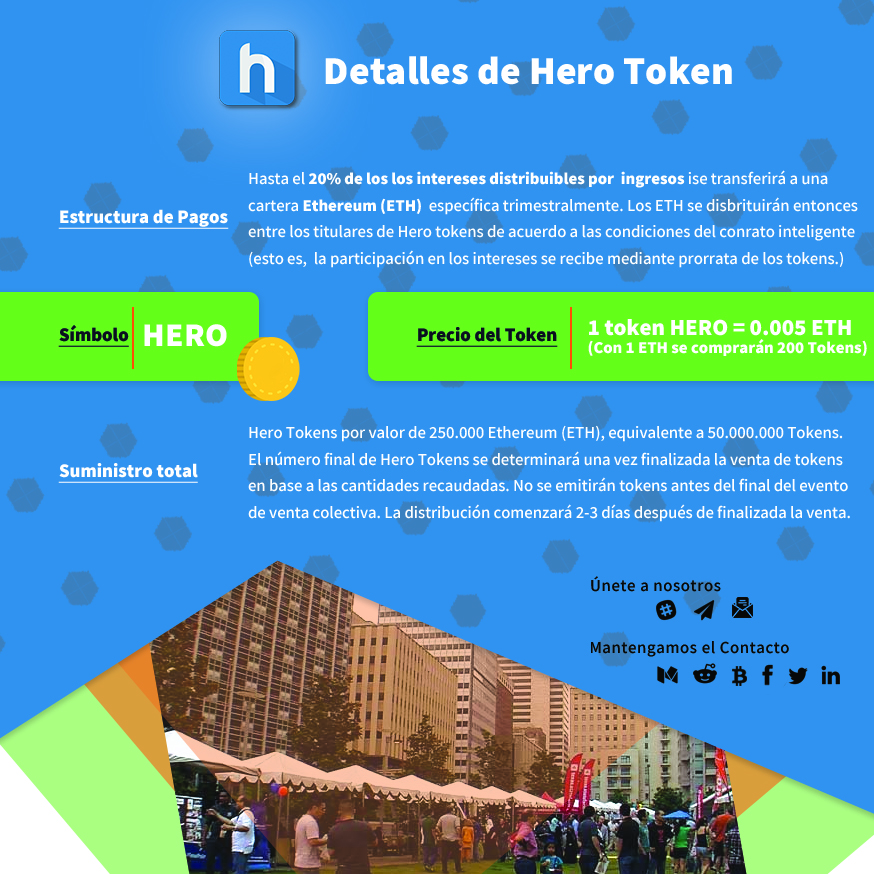 h
Detalles de Hero Token
Estructura de Pagos
Hasta el 20% de los los intereses distribuibles por ingresos ise transferirá a una
cartera Ethereum (ETH) específica trimestralmente. Los ETH se disbrituirán entonces
entre los titulares de Hero tokens de acuerdo a las condiciones del conrato inteligente
(esto es, la participación en los intereses se recibe mediante prorrata de los tokens.)
Símbolo HERO
Precio del Token
1 token HERO = 0.005 ETH
(Con 1 ETH se comprarán 200 Tokens)
Suministro total
Hero Tokens por valor de 250.000 Ethereum (ETH), equivalente a 50.000.000 Tokens.
El número final de Hero Tokens se determinará una vez finalizada la venta de tokens
en base a las cantidades recaudadas. No se emitirán tokens antes del final del evento
de venta colectiva. La distribución comenzará 2-3 días después de finalizada la venta.
Únete a nosotros
Mantengamos el Contacto